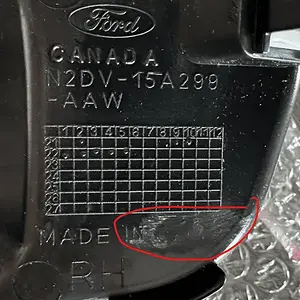 Ford
CANADA
N2DV-15A299
-AAW
1 2 3 4 5 6 7 8 9 10 11 12
MADE IN
RH